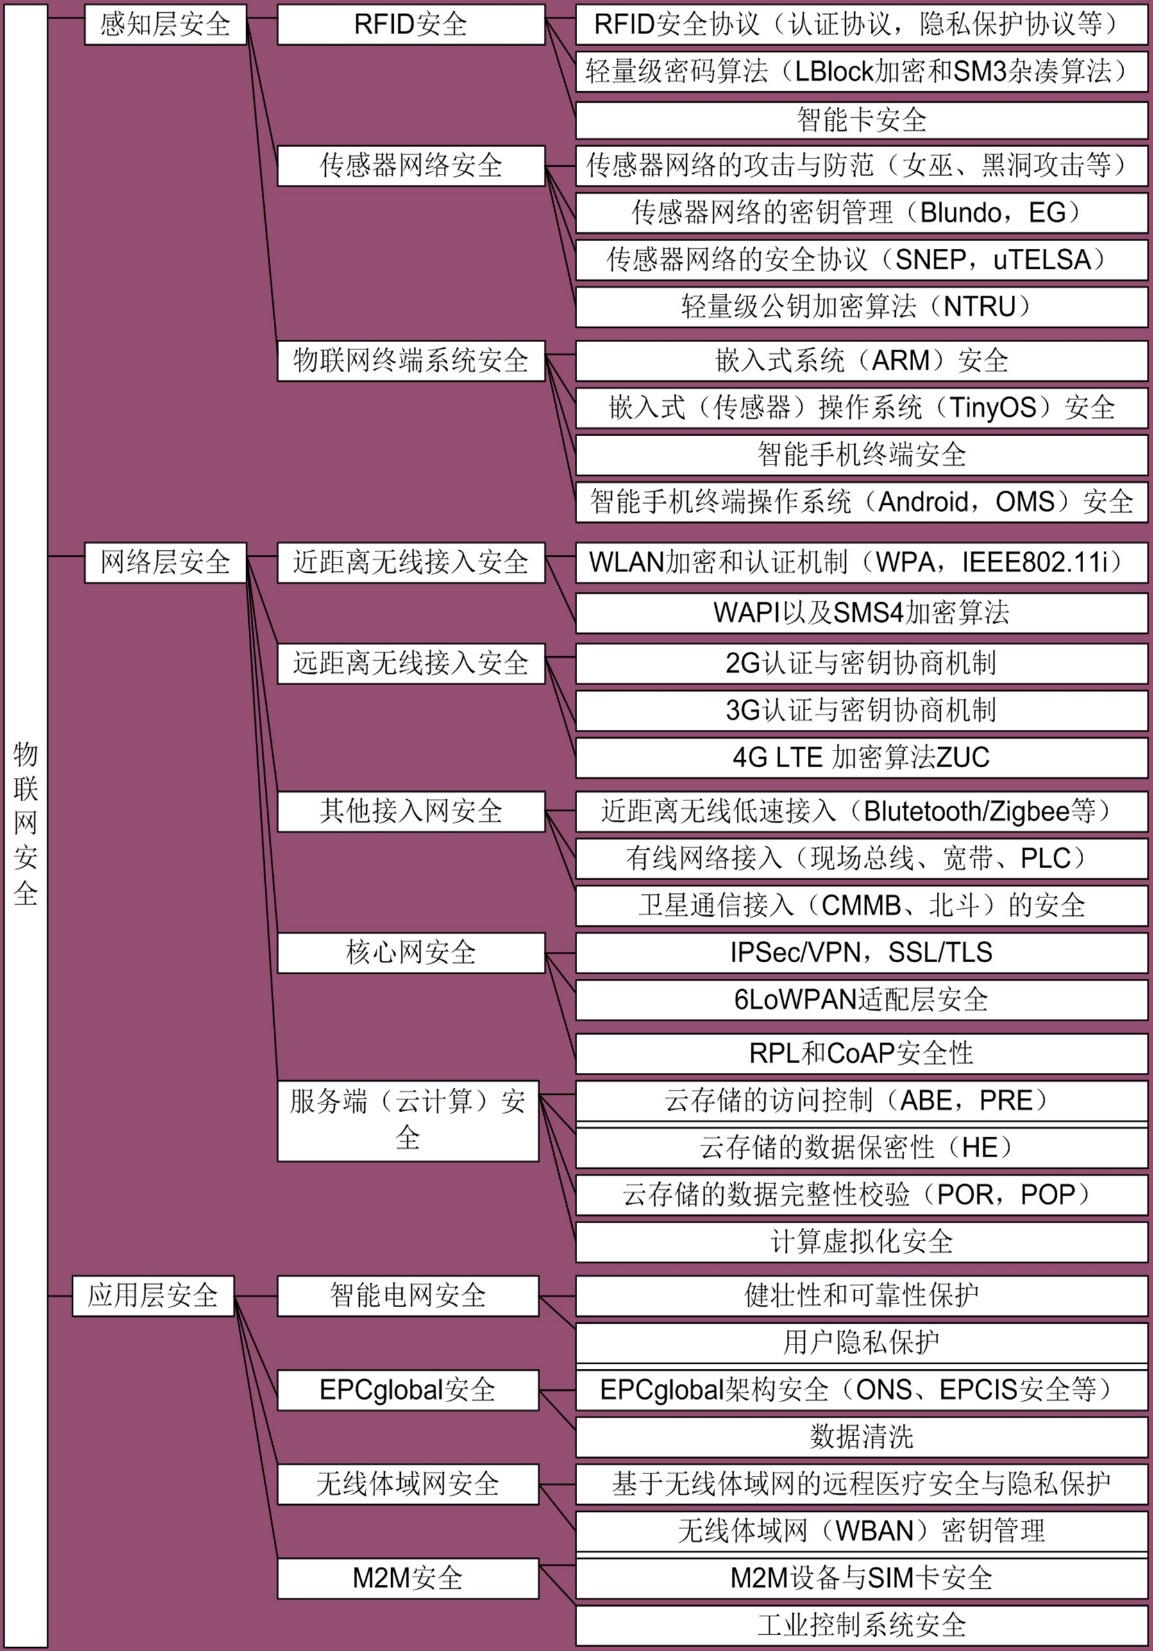 物联网安全
感知层安全
RFID安全
RFID安全协议（认证协议，隐私保护协议等）
轻量级密码算法（LBlock加密和SM3杂凑算法）
智能卡安全
传感器网络安全
传感器网络的攻击与防范（女巫、黑洞攻击等）
传感器网络的密钥管理（Blundo，EG）
传感器网络的安全协议（SNEP，uTELSA）
轻量级公钥加密算法（NTRU）
物联网终端系统安全
嵌入式系统（ARM）安全
嵌入式（传感器）操作系统（TinyOS）安全
智能手机终端安全
智能手机终端操作系统（Android，OMS）安全
网络层安全
近距离无线接入安全
WLAN加密和认证机制（WPA，IEEE802.11i）
WAPI以及SMS4加密算法
远距离无线接入安全
2G认证与密钥协商机制
3G认证与密钥协商机制
4G LTE 加密算法ZUC
其他接入网安全
近距离无线低速接入（Blutetooth/Zigbee等）
有线网络接入（现场总线、宽带、PLC）
卫星通信接入（CMMB、北斗）的安全
核心网安全
IPSec/VPN，SSL/TLS
6LoWPAN适配层安全
RPL和CoAP安全性
服务端（云计算）安
全
云存储的访问控制（ABE，PRE）
云存储的数据保密性（HE）
云存储的数据完整性校验（POR，POP）
计算虚拟化安全
应用层安全
智能电网安全
健壮性和可靠性保护
用户隐私保护
EPCglobal安全
EPCglobal架构安全（ONS、EPCIS安全等）
数据清洗
无线体域网安全
基于无线体域网的远程医疗安全与隐私保护
无线体域网（WBAN）密钥管理
M2M安全
M2M设备与SIM卡安全
工业控制系统安全